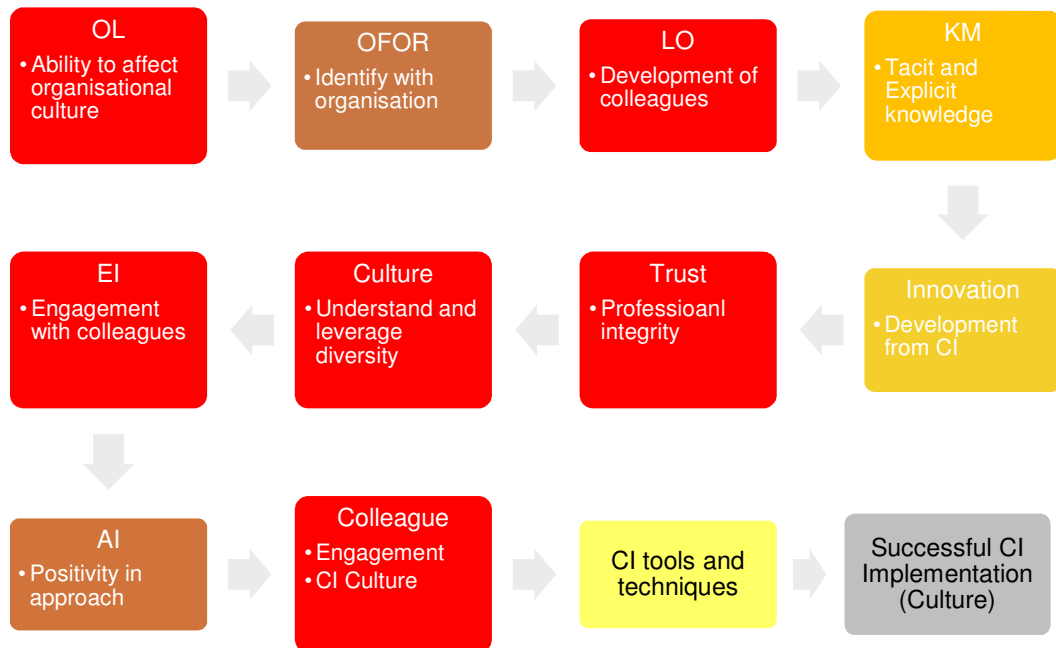 OL
• Ability to affect
organisational
culture
OFOR
• Identify with
organisation
LO
• Development of
colleagues
KM
• Tacit and
Explicit
knowledge
Innovation
• Development
from CI
Trust
• Professioanl
integrity
Culture
• Understand and
leverage
diversity
EI
• Engagement
with colleagues
AI
• Positivity in
approach
Colleague
• Engagement
• CI Culture
CI tools and
techniques
Successful CI
Implementation
(Culture)